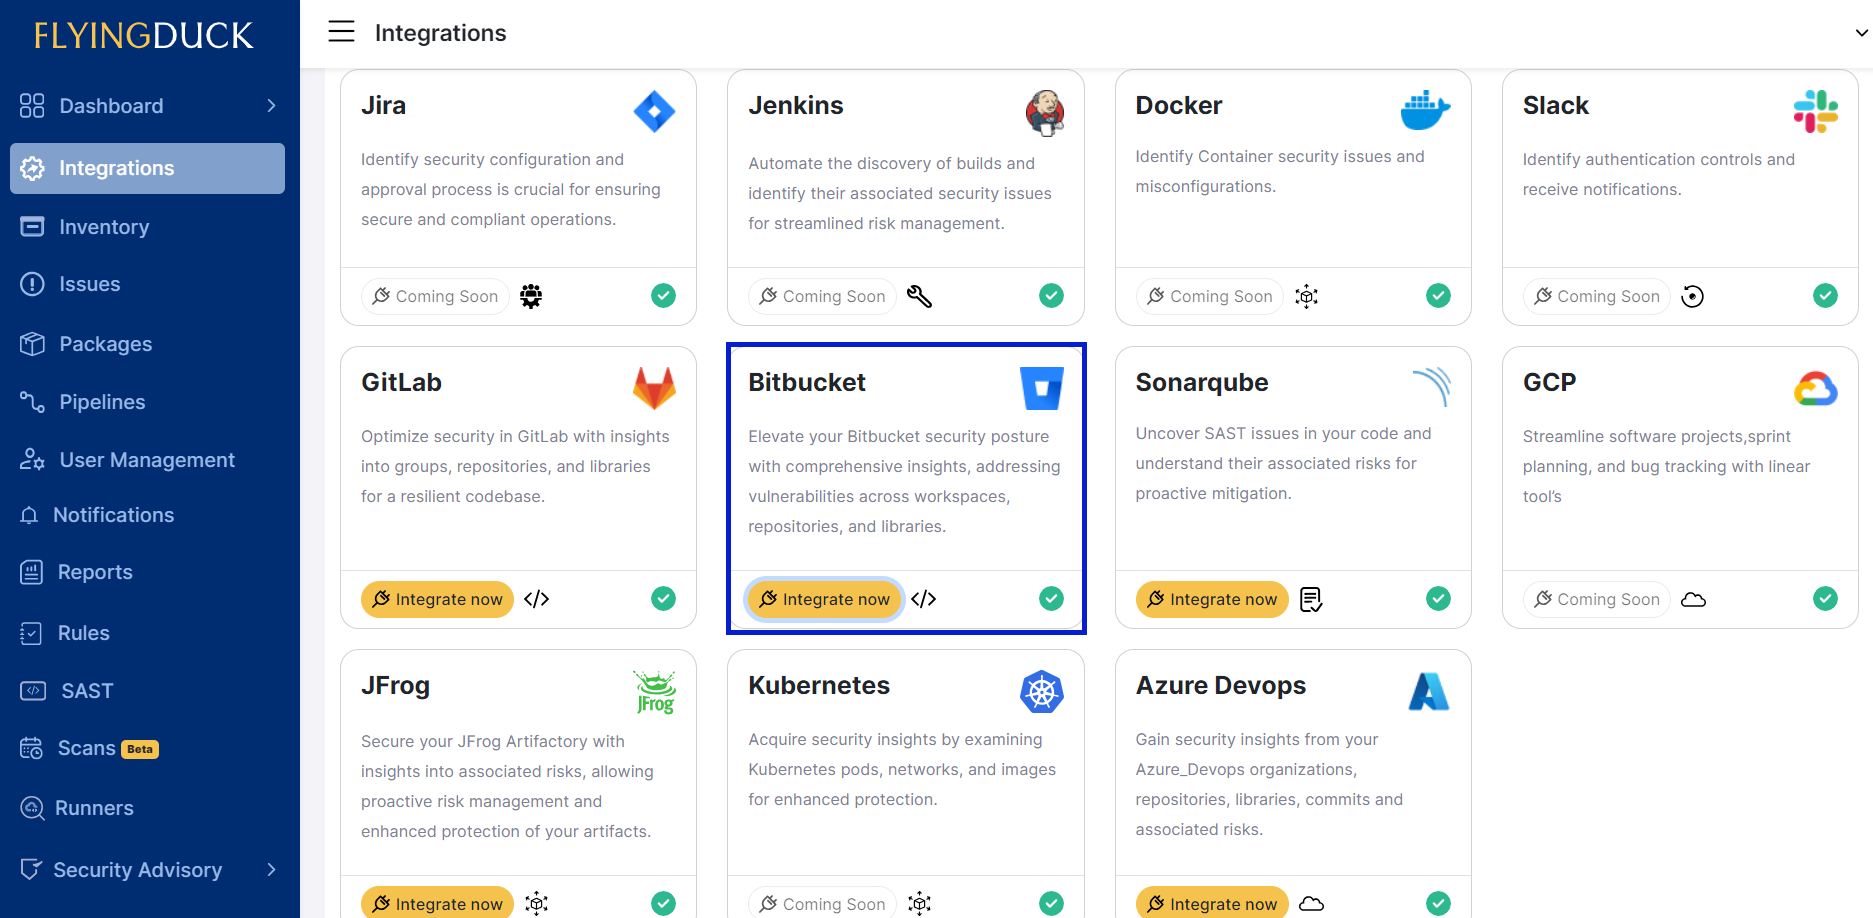 FLYINGDUCK
Dashboard
Integrations
Inventory
Issues
Packages
Pipelines
User Management
Notifications
Reports
Rules
SAST
Scans Beta
Runners
Security Advisory
Integrations
Jira
Identify security configuration and
approval process is crucial for ensuring
secure and compliant operations.
Coming Soon
Jenkins
Automate the discovery of builds and
identify their associated security issues
for streamlined risk management.
Coming Soon
Docker
Identify Container security issues and
misconfigurations.
Coming Soon
Slack
Identify authentication controls and
receive notifications.
Coming Soon
GitLab
Optimize security in GitLab with insights
into groups, repositories, and libraries
for a resilient codebase.
Integrate now
Bitbucket
Elevate your Bitbucket security posture
with comprehensive insights, addressing
vulnerabilities across workspaces,
repositories, and libraries.
Integrate now
Sonarqube
Uncover SAST issues in your code and
understand their associated risks for
proactive mitigation.
Integrate now
GCP
Streamline software projects,sprint
planning, and bug tracking with linear
tool’s
Coming Soon
JFrog
JFrog
Secure your JFrog Artifactory with
insights into associated risks, allowing
proactive risk management and
enhanced protection of your artifacts.
Integrate now
Kubernetes
Acquire security insights by examining
Kubernetes pods, networks, and images
for enhanced protection.
Coming Soon
Azure Devops
Gain security insights from your
Azure_Devops organizations,
repositories, libraries, commits and
associated risks.
Integrate now